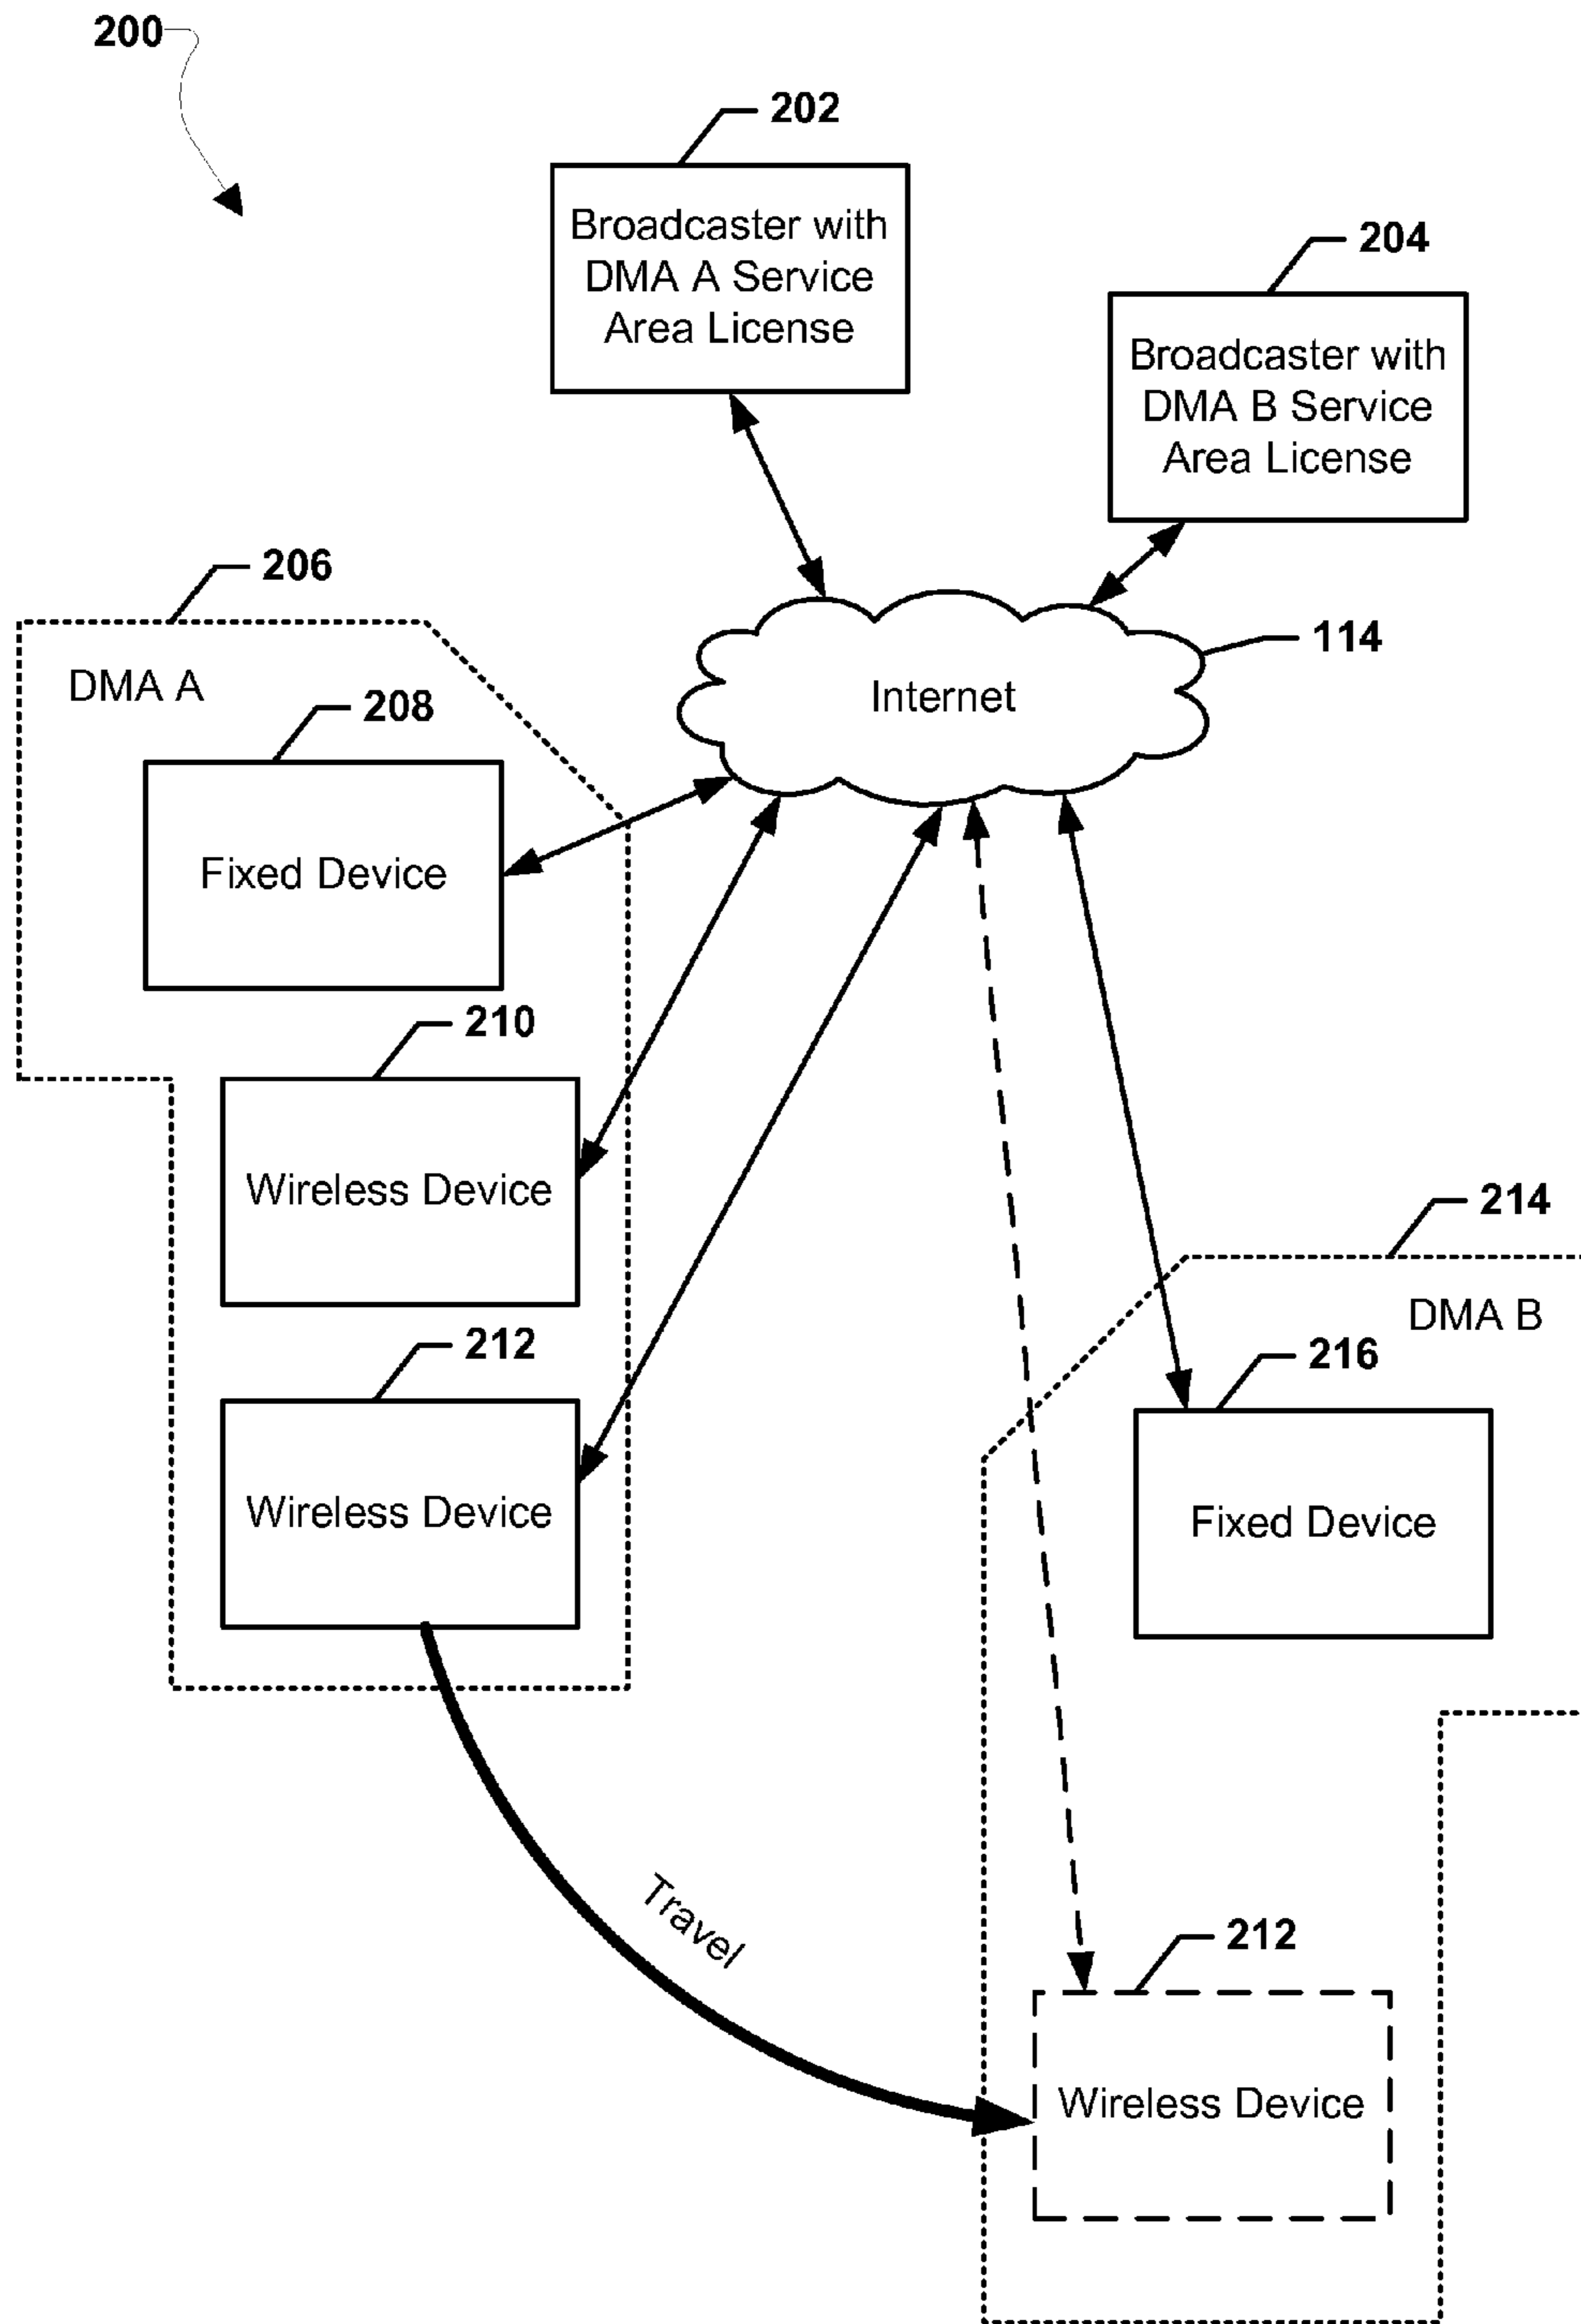 200
202
Broadcaster with
DMA A Service
Area License
204
Broadcaster with
DMA B Service
Area License
206
DMA A
114
Internet
208
Fixed Device
210
Wireless Device
212
Wireless Device
214
DMA B
216
Fixed Device
Travel
212
Wireless Device